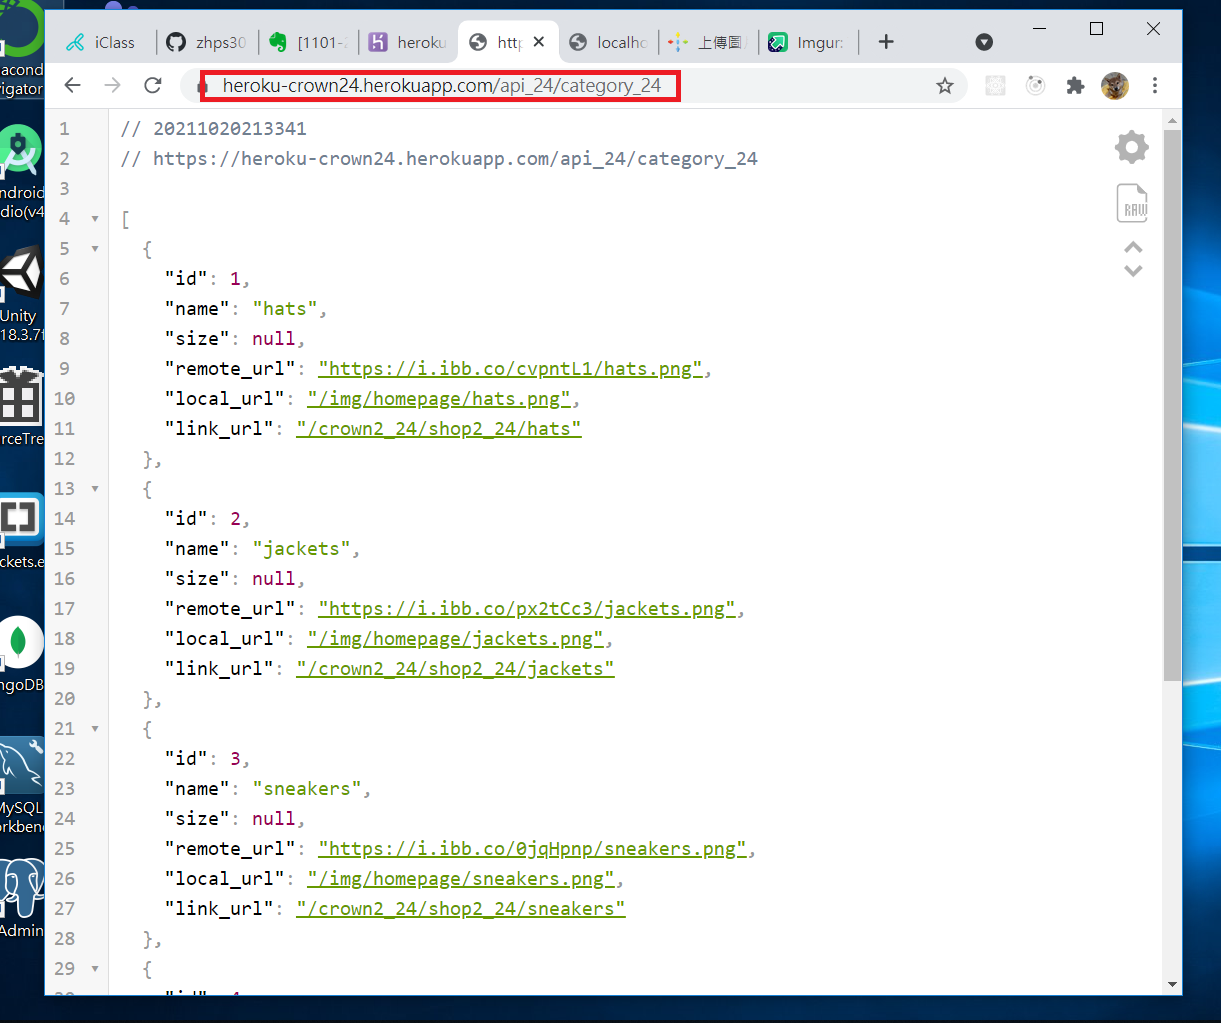 iClass
zhps30
[1101-
heroku
http
localho
上傳圖
Imgur:
heroku-crown24.herokuapp.com/api_24/category_24
1 // 20211020213341
2 // https://heroku-crown24.herokuapp.com/api_24/category_24
3
4 [
5 {
6 "id": 1,
7 "name": "hats",
8 "size": null,
9 "remote_url": "https://i.ibb.co/cvpntL1/hats.png",
10 "local_url": "/img/homepage/hats.png",
11 "link_url": "/crown2_24/shop2_24/hats"
12 },
13 {
14 "id": 2,
15 "name": "jackets",
16 "size": null,
17 "remote_url": "https://i.ibb.co/px2tCc3/jackets.png",
18 "local_url": "/img/homepage/jackets.png",
19 "link_url": "/crown2_24/shop2_24/jackets"
20 },
21 {
22 "id": 3,
23 "name": "sneakers",
24 "size": null,
25 "remote_url": "https://i.ibb.co/0jqHpnp/sneakers.png",
26 "local_url": "/img/homepage/sneakers.png",
27 "link_url": "/crown2_24/shop2_24/sneakers"
28 },
29 {
RAW
acond
vigator
ndroid
dio(v4
Unity
18.3.7f
rceTre
ckets.e
ngoDB
MySQL
orkben
Admin